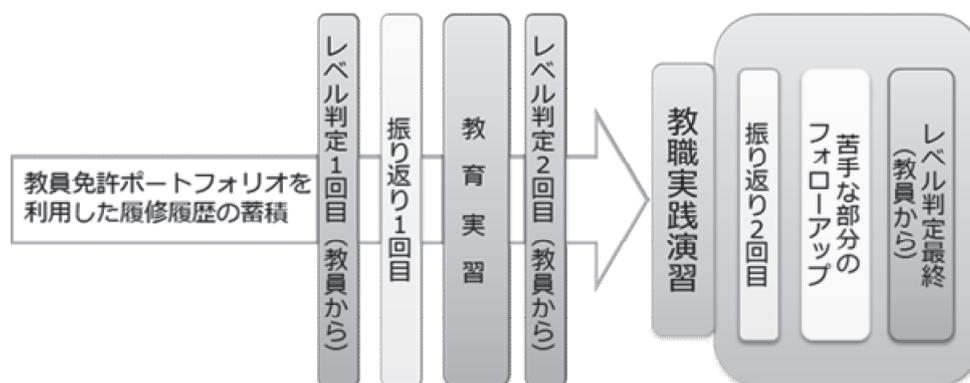 教員免許ポートフォリオを
利用した履修履歴の蓄積
レベル判定1回目(教員から)
振り返り1回目
教育実習
レベル判定2回目(教員から)
教職実践演習
振り返り2回目
苦手な部分の
フォローアップ
レベル判定最終
(教員から)